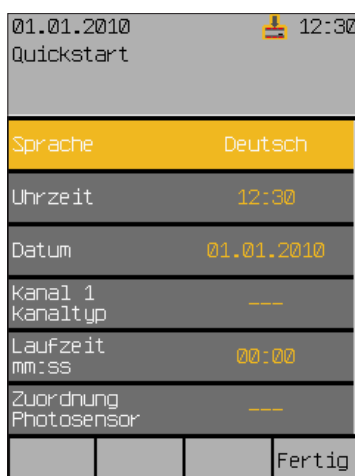 01.01.2010 12:30
Quickstart
Sprache Deutsch
Uhrzeit 12:30
Datum 01.01.2010
Kanal 1 ---
Kanaltyp
Laufzeit 00:00
mm:ss
Zuordnung ---
Photosensor
Fertig